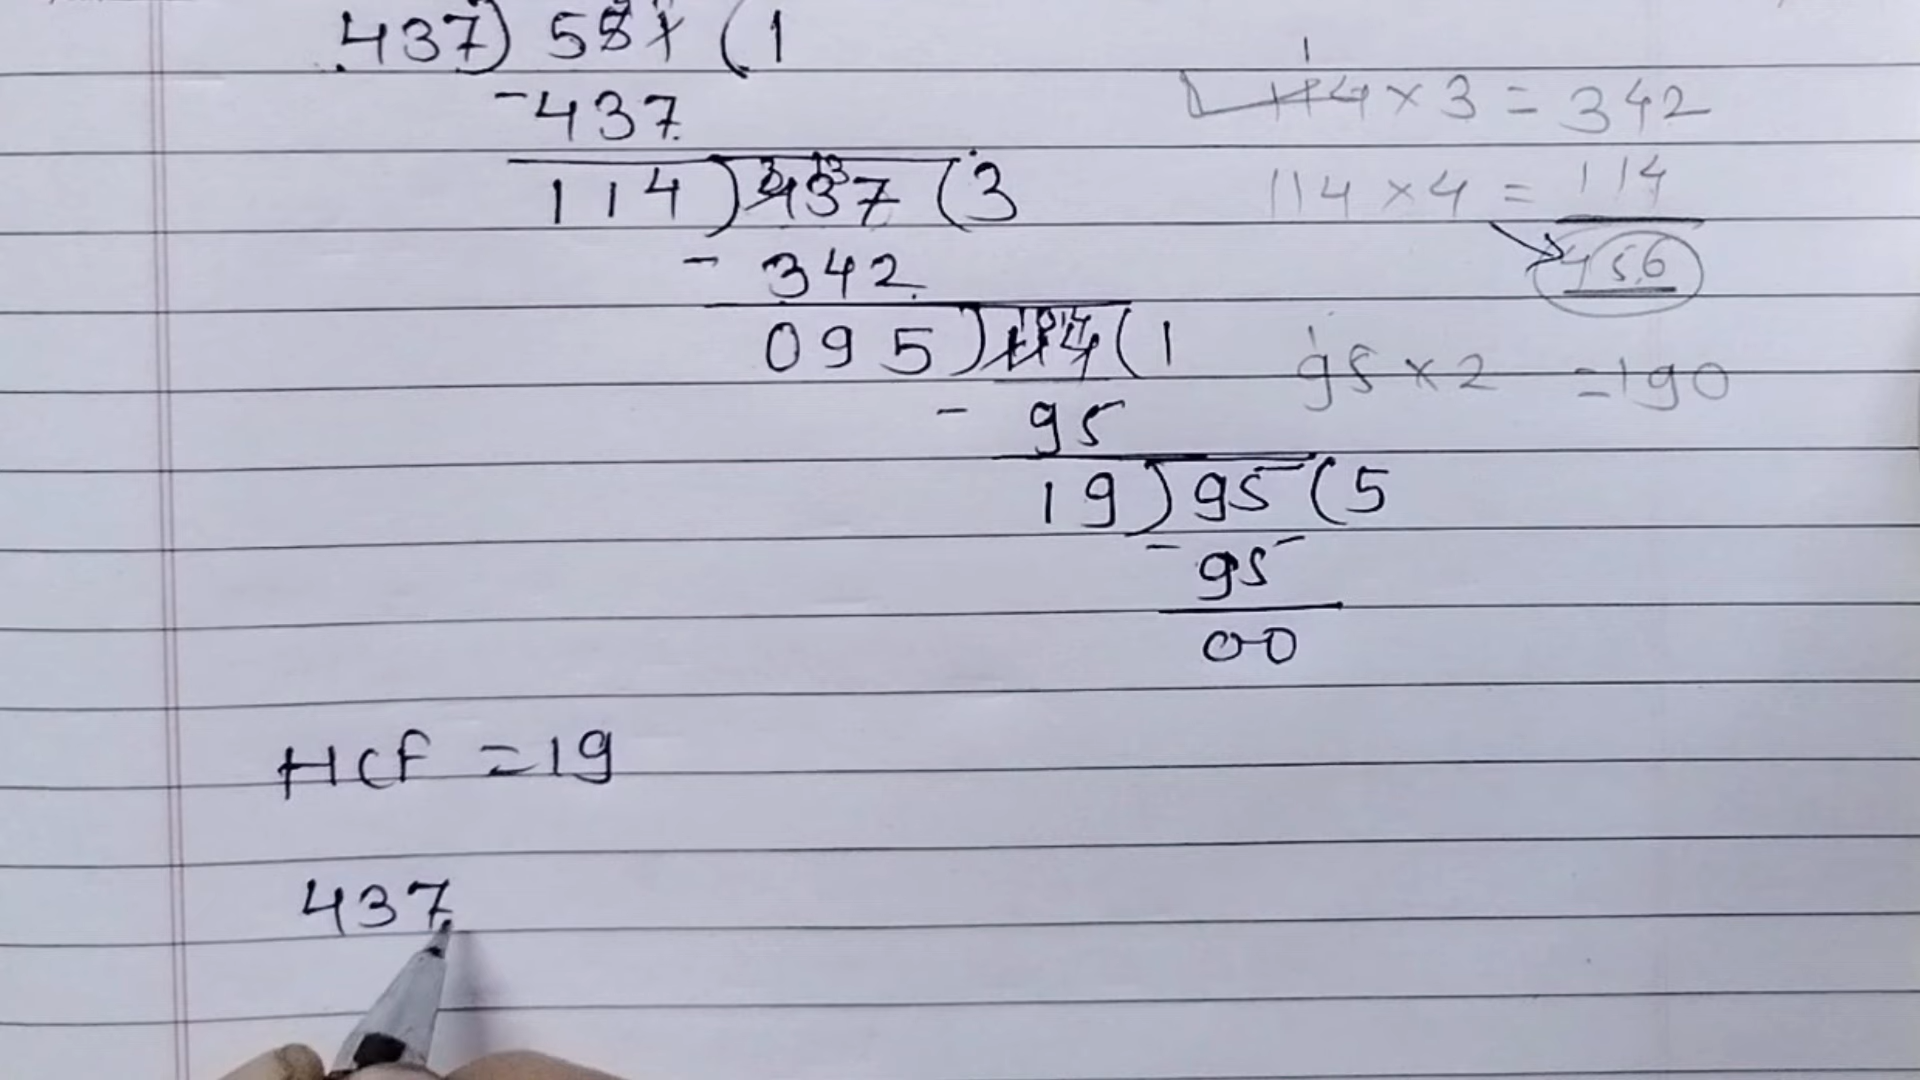 437) 551 (1
-437
114) 437 (3
- 342
095) 114 (1
- 95
19) 95 (5
- 95
00
114 × 3 = 342
114 × 4 = 114
456
95 × 2 = 190
HCF = 19
437